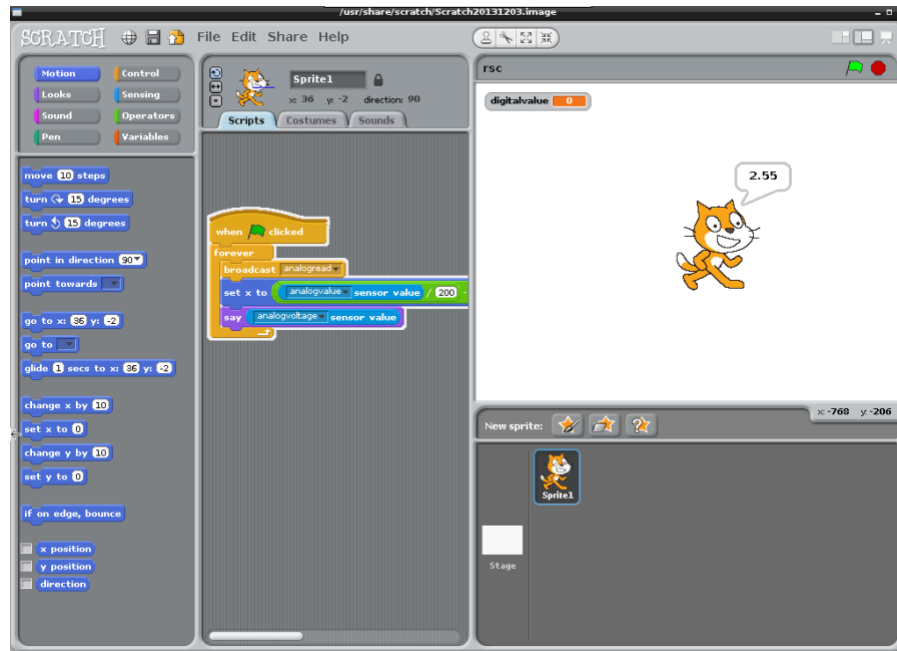 /usr/share/scratch/Scratch20131203.image
SCRATCH File Edit Share Help
Motion Control
Looks Sensing
Sound Operators
Pen Variables
move 10 steps
turn 15 degrees
turn 15 degrees
point in direction 90
point towards
go to x: 36 y: -2
go to
glide 1 secs to x: 36 y: -2
change x by 10
set x to 0
change y by 10
set y to 0
if on edge, bounce
x position
y position
direction
Sprite1
x: 36 y: -2 direction: 90
Scripts Costumes Sounds
when clicked
forever
broadcast analogread
set x to analogvalue sensor value / 200 -
say analogvoltage sensor value
rsc
digitalvalue 0
2.55
x: -768 y: -206
New sprite:
Sprite1
Stage